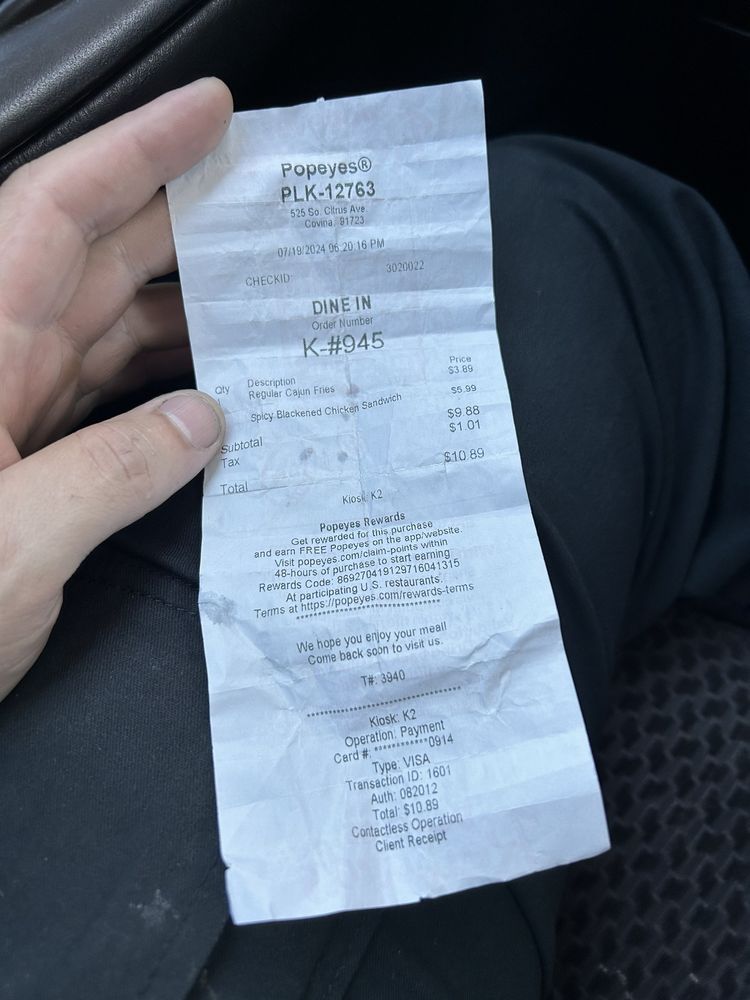 Popeyes®
PLK-12763
525 So. Citrus Ave
Covina, 91723
07/19/2024 06:20:16 PM
CHECKID: 3020022
DINE IN
Order Number
K-#945
Qty Description Price
Regular Cajun Fries $3.89
Spicy Blackened Chicken Sandwich $5.99
Subtotal $9.88
Tax $1.01
Total $10.89
Kiosk: K2
Popeyes Rewards
Get rewarded for this purchase
and earn FREE Popeyes on the app/website.
Visit popeyes.com/claim-points within
48-hours of purchase to start earning
Rewards Code: 869270419129716041315
At participating U.S. restaurants.
Terms at https://popeyes.com/rewards-terms
******************************
We hope you enjoy your meal!
Come back soon to visit us.
T#: 3940
******************************
Kiosk: K2
Operation: Payment
Card #: ************0914
Type: VISA
Transaction ID: 1601
Auth: 082012
Total: $10.89
Contactless Operation
Client Receipt